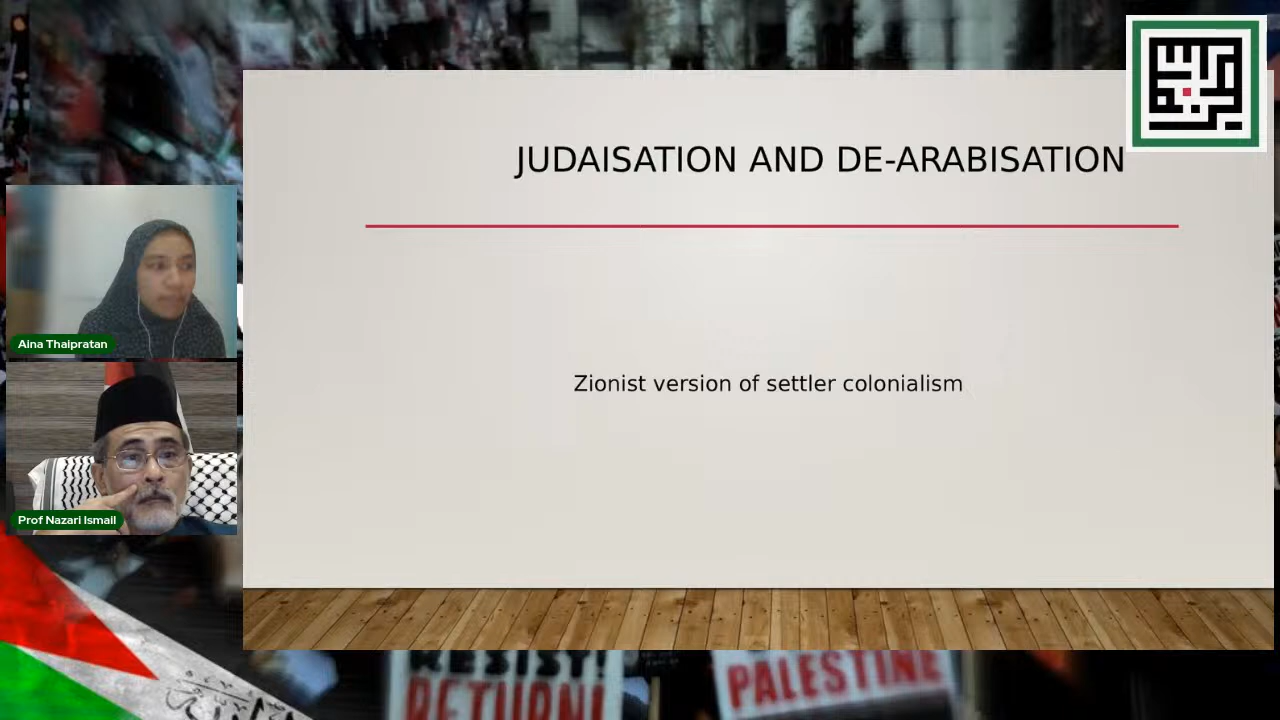 JUDAISATION AND DE-ARABISATION
Zionist version of settler colonialism
Aina Thaipratan
Prof Nazari Ismail
RESIST!
RETURN!
PALESTINE